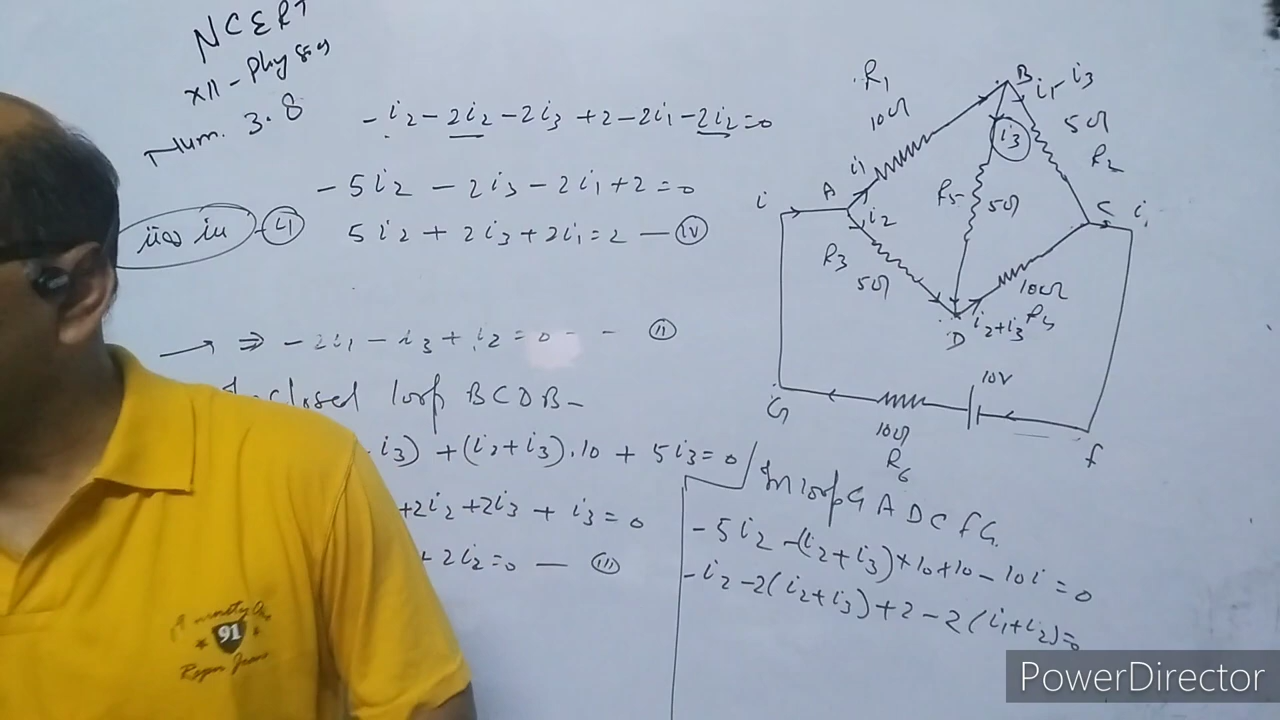 NCERT
XII - Physics
Num. 3.8
-i2 - 2i2 - 2i3 + 2 - 2i1 - 2i2 = 0
-5i2 - 2i3 - 2i1 + 2 = 0
5i2 + 2i3 + 2i1 = 2 — (IV)
→ ⇒ -2i1 - i3 + i2 = 0 - - (II)
closed loop BCDB -
i3) + (i2+i3).10 + 5i3 = 0
+2i2 + 2i3 + i3 = 0
+ 2i2 = 0 — (III)
In loop G A D C f G.
-5i2 - (i2+i3)×10 + 10 - 10i = 0
-i2 - 2(i2+i3) + 2 - 2(i1+i2) = 0
R1
10Ω
B
i1 - i3
5Ω
R2
i3
i1
A
i
i2
R5
5Ω
C
i1
R3
5Ω
10Ω
i2+i3
D
10V
G
10Ω
R6
f
91
PowerDirector